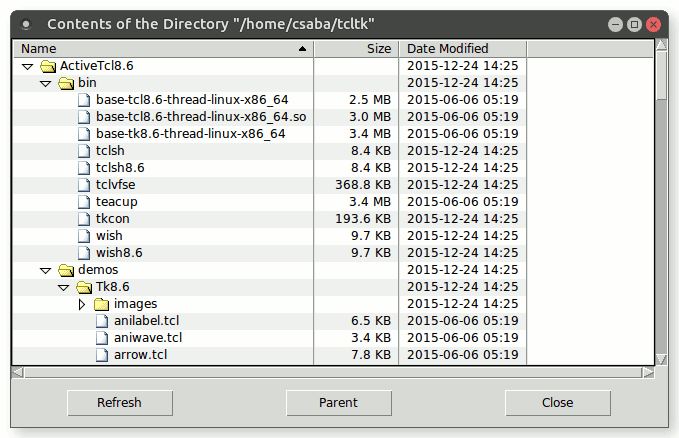 Contents of the Directory "/home/csaba/tcltk"
Name Size Date Modified
ActiveTcl8.6 2015-12-24 14:25
bin 2015-12-24 14:25
base-tcl8.6-thread-linux-x86_64 2.5 MB 2015-06-06 05:19
base-tcl8.6-thread-linux-x86_64.so 3.0 MB 2015-06-06 05:19
base-tk8.6-thread-linux-x86_64 3.4 MB 2015-06-06 05:19
tclsh 8.4 KB 2015-12-24 14:25
tclsh8.6 8.4 KB 2015-12-24 14:25
tclvfse 368.8 KB 2015-12-24 14:25
teacup 3.4 MB 2015-06-06 05:19
tkcon 193.6 KB 2015-12-24 14:25
wish 9.7 KB 2015-12-24 14:25
wish8.6 9.7 KB 2015-12-24 14:25
demos 2015-12-24 14:25
Tk8.6 2015-12-24 14:25
images 2015-12-24 14:25
anilabel.tcl 6.5 KB 2015-06-06 05:19
aniwave.tcl 3.4 KB 2015-06-06 05:19
arrow.tcl 7.8 KB 2015-06-06 05:19
Refresh Parent Close